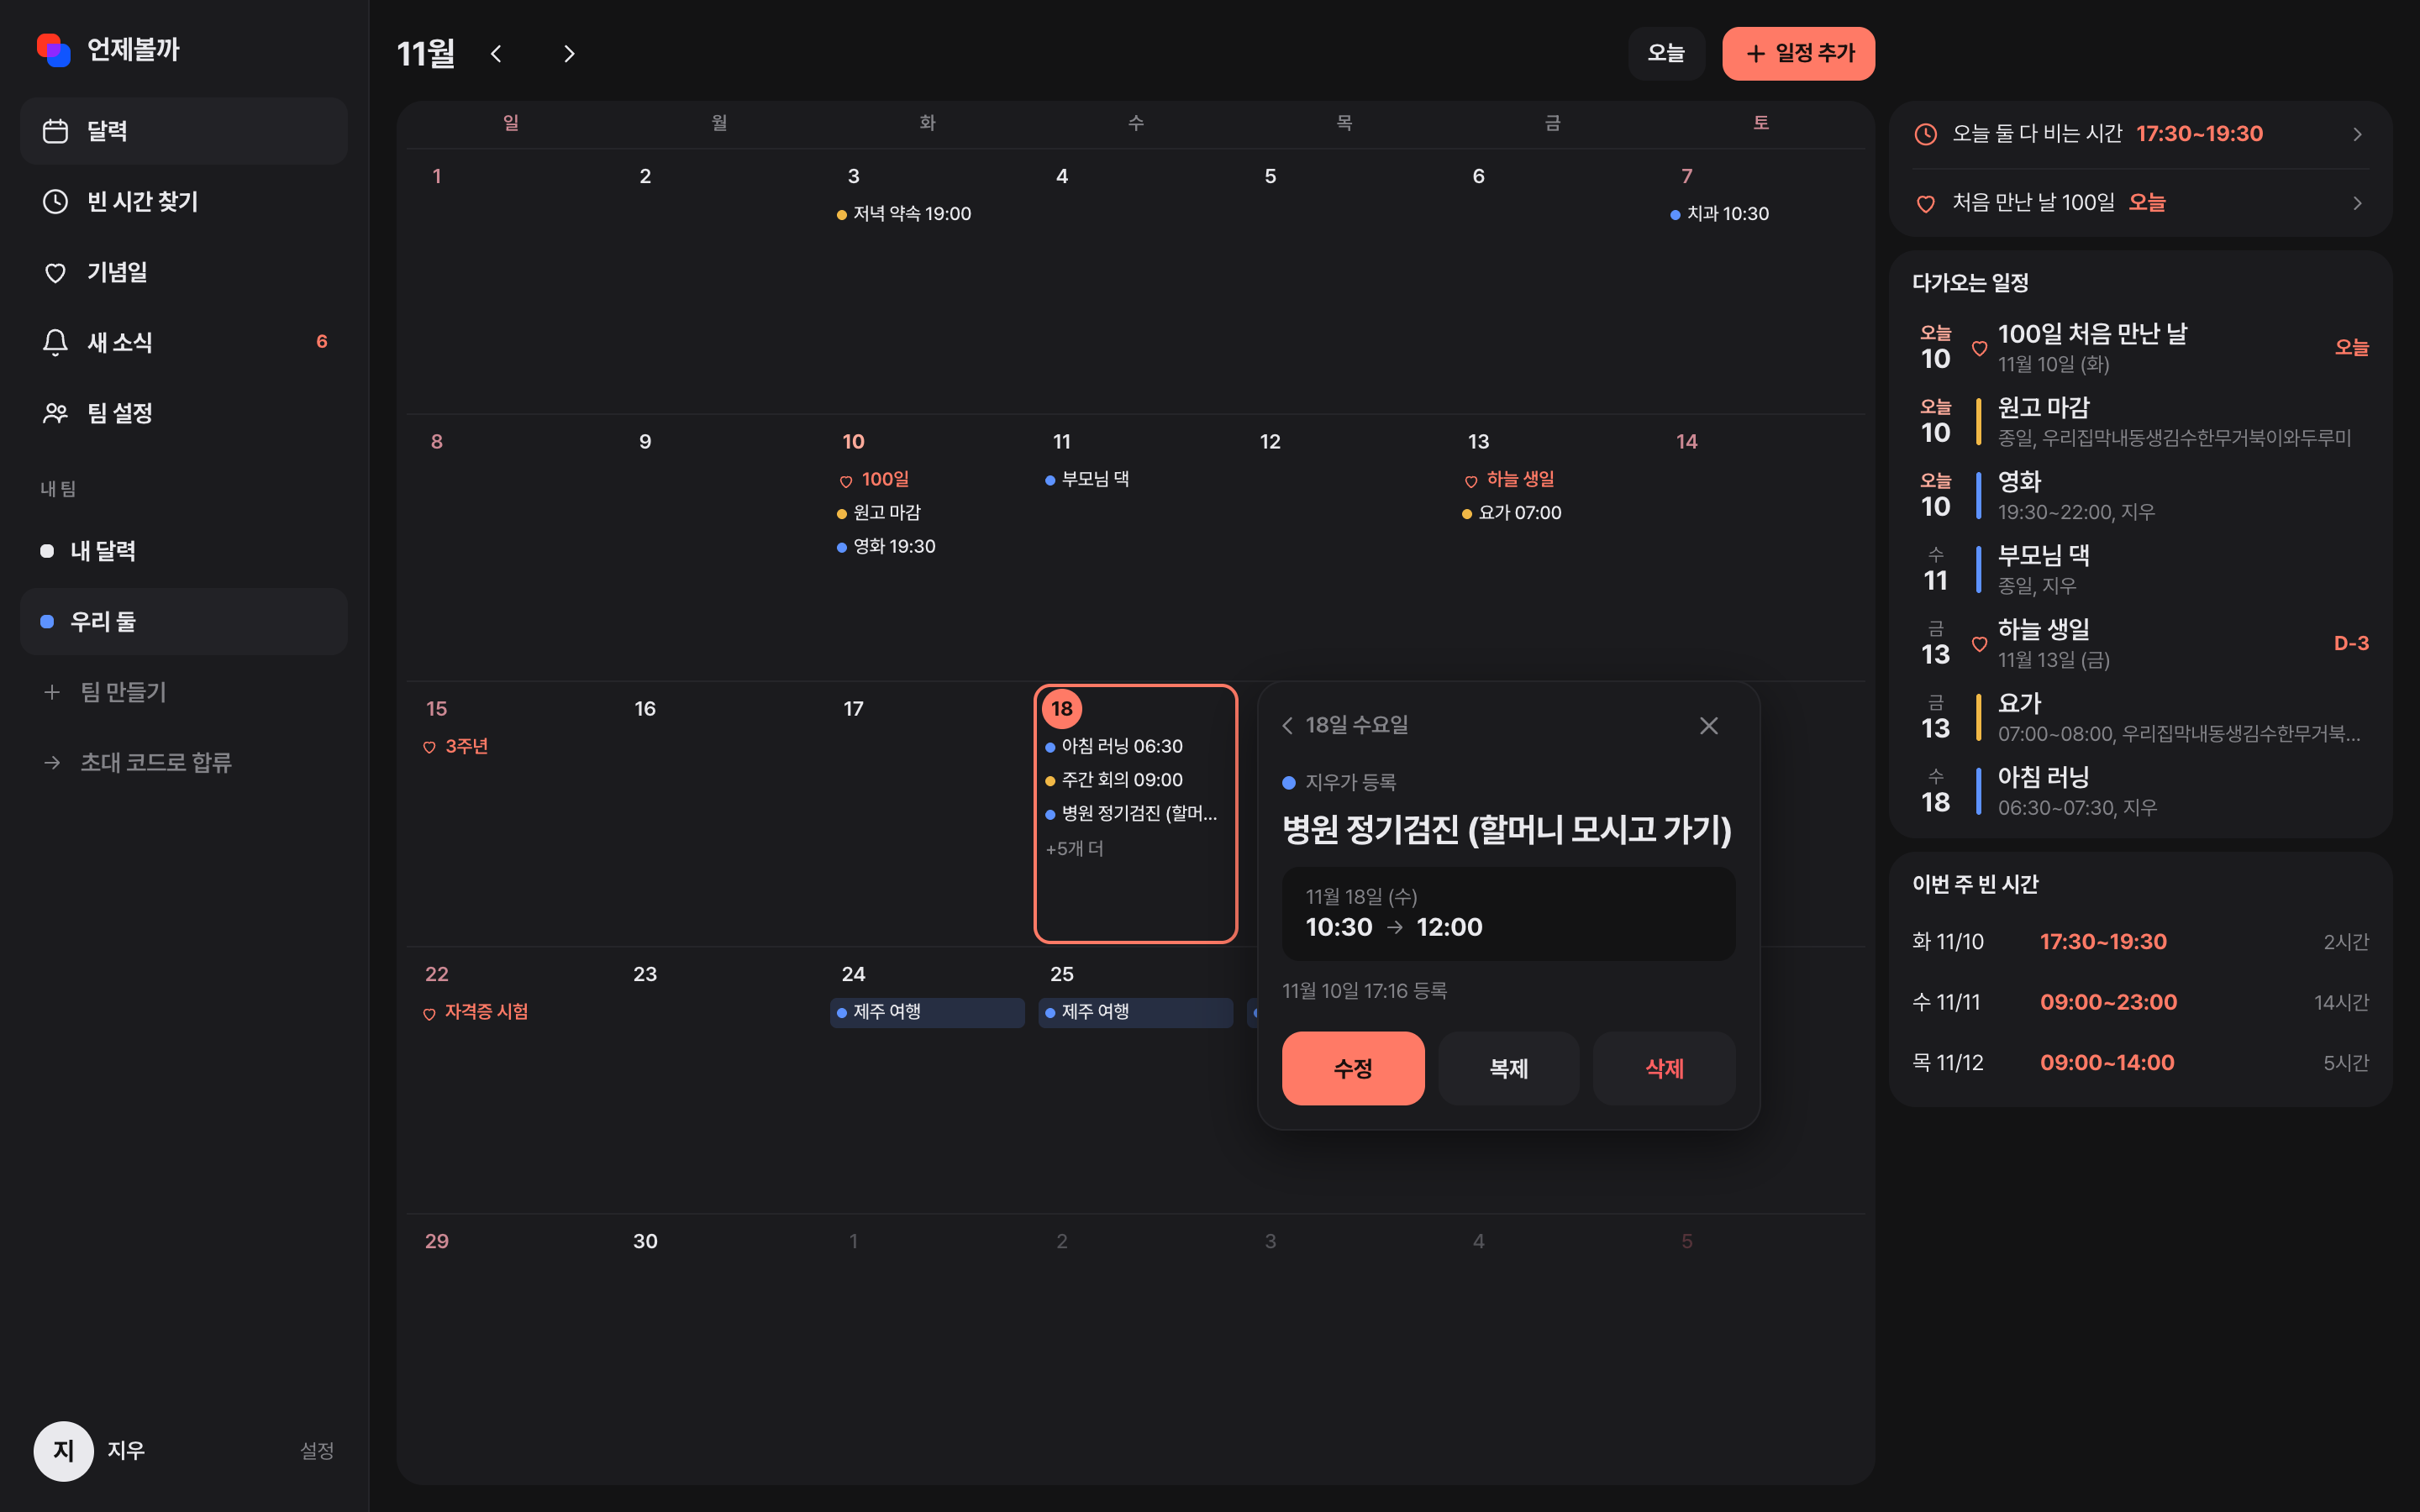 언제볼까
달력
빈 시간 찾기
기념일
새 소식 6
팀 설정
내 팀
내 달력
우리 둘
팀 만들기
초대 코드로 합류
지 지우 설정
11월
오늘
일정 추가
일 월 화 수 목 금 토
1 2 3 4 5 6 7
저녁 약속 19:00
치과 10:30
8 9 10 11 12 13 14
100일
원고 마감
영화 19:30
부모님 댁
하늘 생일
요가 07:00
15 16 17 18
3주년
아침 러닝 06:30
주간 회의 09:00
병원 정기검진 (할머...
+5개 더
22 23 24 25
자격증 시험
제주 여행
제주 여행
29 30 1 2 3 4 5
18일 수요일
지우가 등록
병원 정기검진 (할머니 모시고 가기)
11월 18일 (수)
10:30 → 12:00
11월 10일 17:16 등록
수정 복제 삭제
오늘 둘 다 비는 시간 17:30~19:30
처음 만난 날 100일 오늘
다가오는 일정
오늘 10
100일 처음 만난 날
11월 10일 (화)
오늘
오늘 10
원고 마감
종일, 우리집막내동생김수한무거북이와두루미
오늘 10
영화
19:30~22:00, 지우
수 11
부모님 댁
종일, 지우
금 13
하늘 생일
11월 13일 (금)
D-3
금 13
요가
07:00~08:00, 우리집막내동생김수한무거북...
수 18
아침 러닝
06:30~07:30, 지우
이번 주 빈 시간
화 11/10 17:30~19:30 2시간
수 11/11 09:00~23:00 14시간
목 11/12 09:00~14:00 5시간